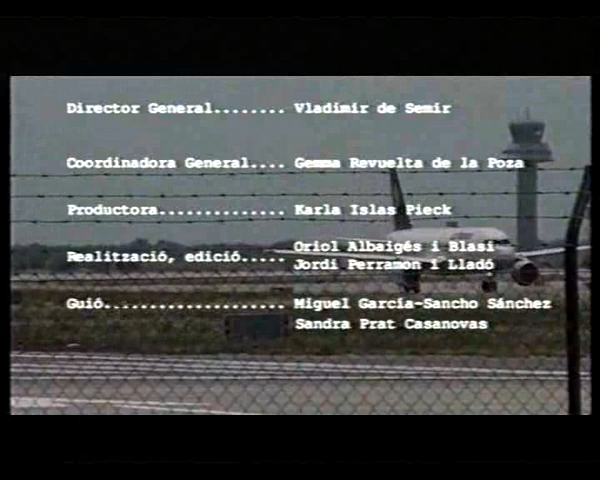 Director General........ Vladimir de Semir
Coordinadora General.... Gemma Revuelta de la Poza
Productora.............. Karla Islas Pieck
Realització, edició..... Oriol Albaigés i Blasi
Jordi Perramon i Lladó
Guió.................... Miguel García-Sancho Sánchez
Sandra Prat Casanovas